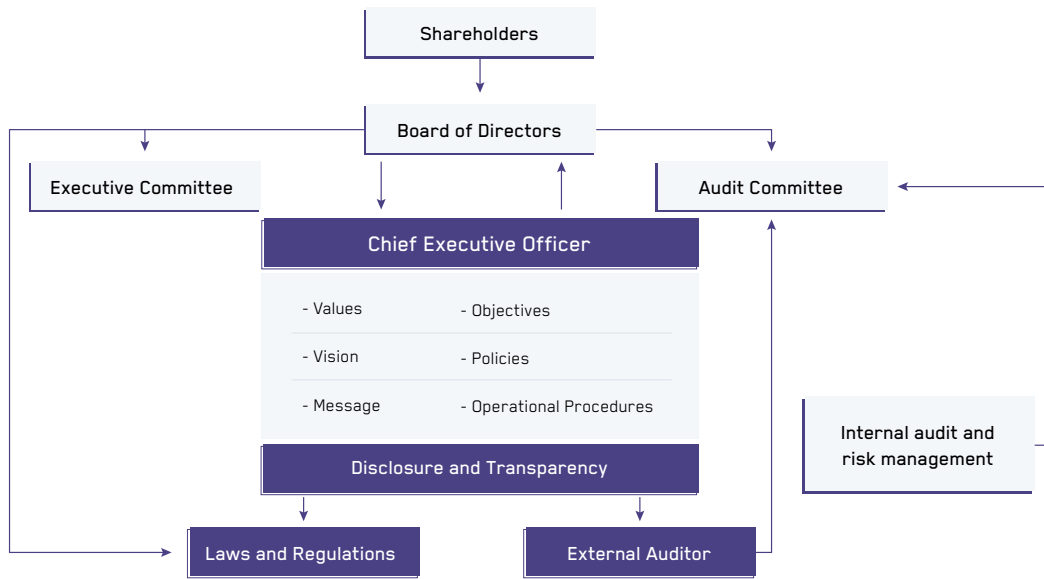 Shareholders
Board of Directors
Executive Committee
Audit Committee
Chief Executive Officer
- Values
- Objectives
- Vision
- Policies
- Message
- Operational Procedures
Internal audit and
risk management
Disclosure and Transparency
Laws and Regulations
External Auditor